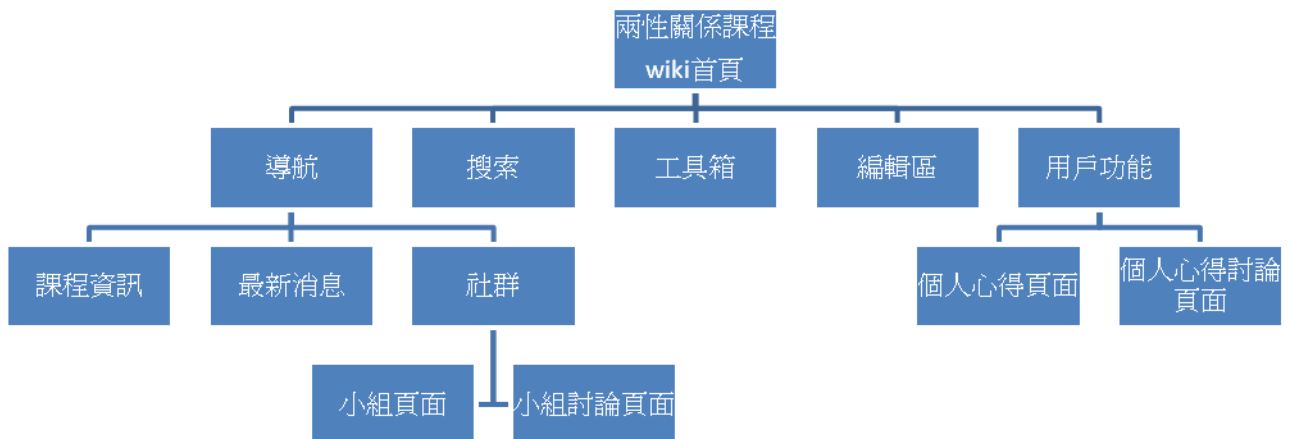 兩性關係課程
wiki首頁
導航
搜索
工具箱
編輯區
用戶功能
課程資訊
最新消息
社群
個人心得頁面
個人心得討論
頁面
小組頁面
小組討論頁面